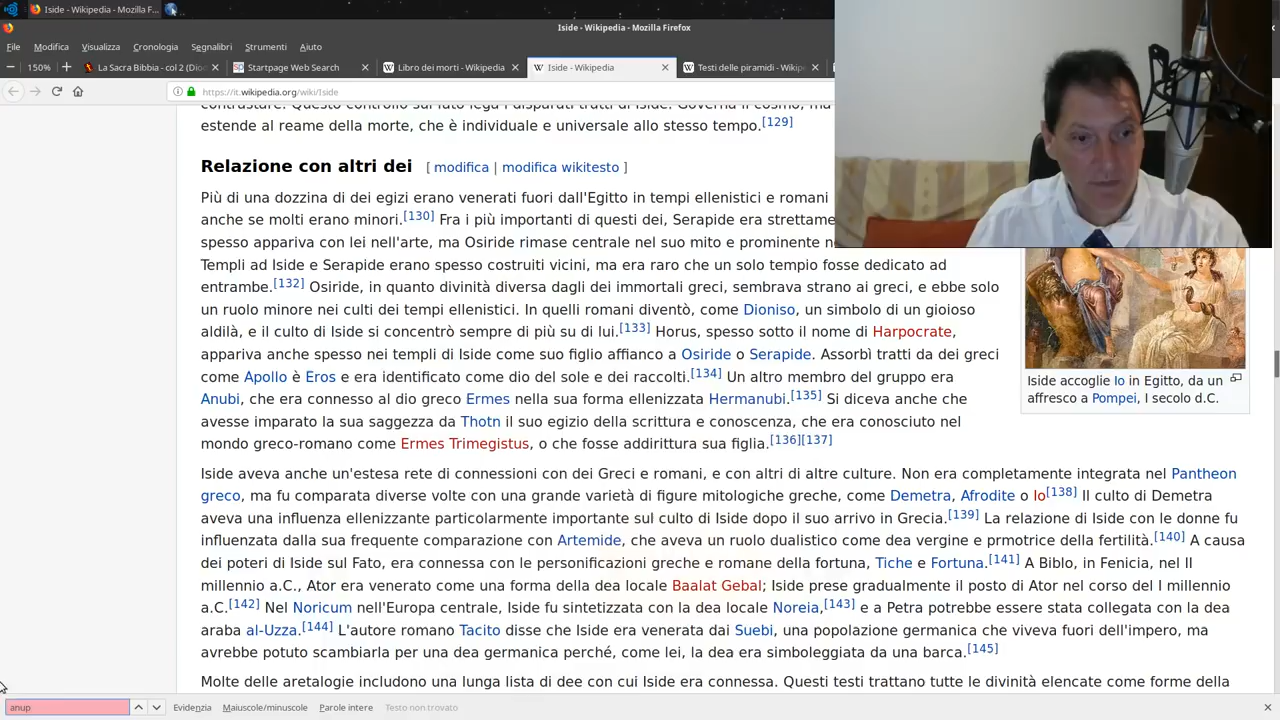 Iside - Wikipedia - Mozilla F...
Iside - Wikipedia - Mozilla Firefox
File Modifica Visualizza Cronologia Segnalibri Strumenti Aiuto
150% La Sacra Bibbia - col 2 (Dio Startpage Web Search Libro dei morti - Wikipedia Iside - Wikipedia Testi delle piramidi - Wikipe
https://it.wikipedia.org/wiki/Iside
estende al reame della morte, che è individuale e universale allo stesso tempo.[129]
Relazione con altri dei [ modifica | modifica wikitesto ]
Più di una dozzina di dei egizi erano venerati fuori dall'Egitto in tempi ellenistici e romani
anche se molti erano minori.[130] Fra i più importanti di questi dei, Serapide era strettame
spesso appariva con lei nell'arte, ma Osiride rimase centrale nel suo mito e prominente n
Templi ad Iside e Serapide erano spesso costruiti vicini, ma era raro che un solo tempio fosse dedicato ad
entrambe.[132] Osiride, in quanto divinità diversa dagli dei immortali greci, sembrava strano ai greci, e ebbe solo
un ruolo minore nei culti dei tempi ellenistici. In quelli romani diventò, come Dioniso, un simbolo di un gioioso
aldilà, e il culto di Iside si concentrò sempre di più su di lui.[133] Horus, spesso sotto il nome di Harpocrate,
appariva anche spesso nei templi di Iside come suo figlio affianco a Osiride o Serapide. Assorbì tratti da dei greci
come Apollo è Eros e era identificato come dio del sole e dei raccolti.[134] Un altro membro del gruppo era
Anubi, che era connesso al dio greco Ermes nella sua forma ellenizzata Hermanubi.[135] Si diceva anche che
avesse imparato la sua saggezza da Thotn il suo egizio della scrittura e conoscenza, che era conosciuto nel
mondo greco-romano come Ermes Trimegistus, o che fosse addirittura sua figlia.[136][137]
Iside accoglie Io in Egitto, da un
affresco a Pompei, I secolo d.C.
Iside aveva anche un'estesa rete di connessioni con dei Greci e romani, e con altri di altre culture. Non era completamente integrata nel Pantheon
greco, ma fu comparata diverse volte con una grande varietà di figure mitologiche greche, come Demetra, Afrodite o Io[138] Il culto di Demetra
aveva una influenza ellenizzante particolarmente importante sul culto di Iside dopo il suo arrivo in Grecia.[139] La relazione di Iside con le donne fu
influenzata dalla sua frequente comparazione con Artemide, che aveva un ruolo dualistico come dea vergine e prmotrice della fertilità.[140] A causa
dei poteri di Iside sul Fato, era connessa con le personificazioni greche e romane della fortuna, Tiche e Fortuna.[141] A Biblo, in Fenicia, nel II
millennio a.C., Ator era venerato come una forma della dea locale Baalat Gebal; Iside prese gradualmente il posto di Ator nel corso del I millennio
a.C.[142] Nel Noricum nell'Europa centrale, Iside fu sintetizzata con la dea locale Noreia,[143] e a Petra potrebbe essere stata collegata con la dea
araba al-Uzza.[144] L'autore romano Tacito disse che Iside era venerata dai Suebi, una popolazione germanica che viveva fuori dell'impero, ma
avrebbe potuto scambiarla per una dea germanica perché, come lei, la dea era simboleggiata da una barca.[145]
Molte delle aretalogie includono una lunga lista di dee con cui Iside era connessa. Questi testi trattano tutte le divinità elencate come forme della
anup Evidenzia Maiuscole/minuscole Parole intere Testo non trovato